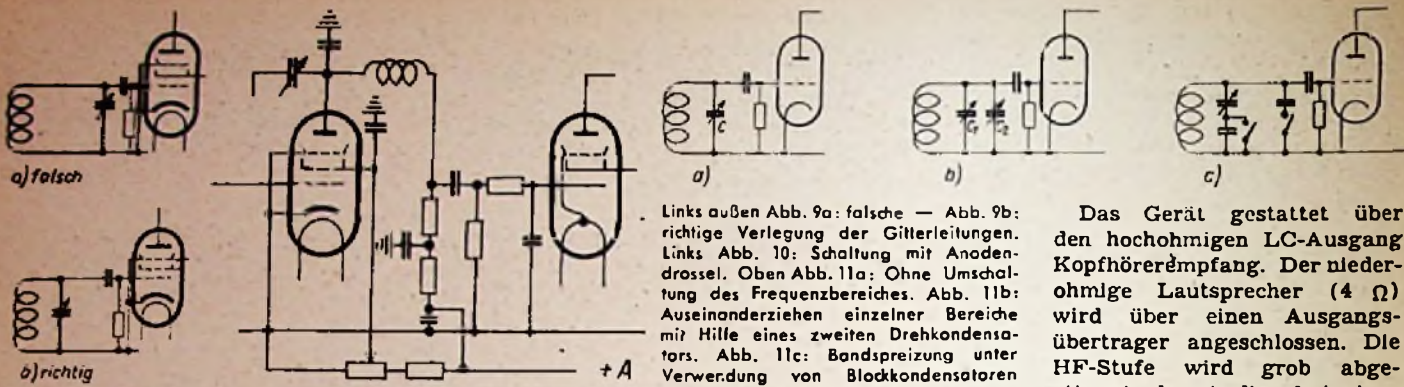 a) falsch
b) richtig
+ A
a)
C
b)
C₁
C₂
c)
Links außen Abb. 9a: falsche — Abb. 9b:
richtige Verlegung der Gitterleitungen.
Links Abb. 10: Schaltung mit Anoden-
drossel. Oben Abb. 11a: Ohne Umschal-
tung des Frequenzbereiches. Abb. 11b:
Auseinanderziehen einzelner Bereiche
mit Hilfe eines zweiten Drehkondensa-
tors. Abb. 11c: Bandspreizung unter
Verwendung von Blockkondensatoren
Das Gerät gestattet über
den hochohmigen LC-Ausgang
Kopfhörerempfang. Der nieder-
ohmige Lautsprecher (4 Ω)
wird über einen Ausgangs-
übertrager angeschlossen. Die
HF-Stufe wird grob abge-